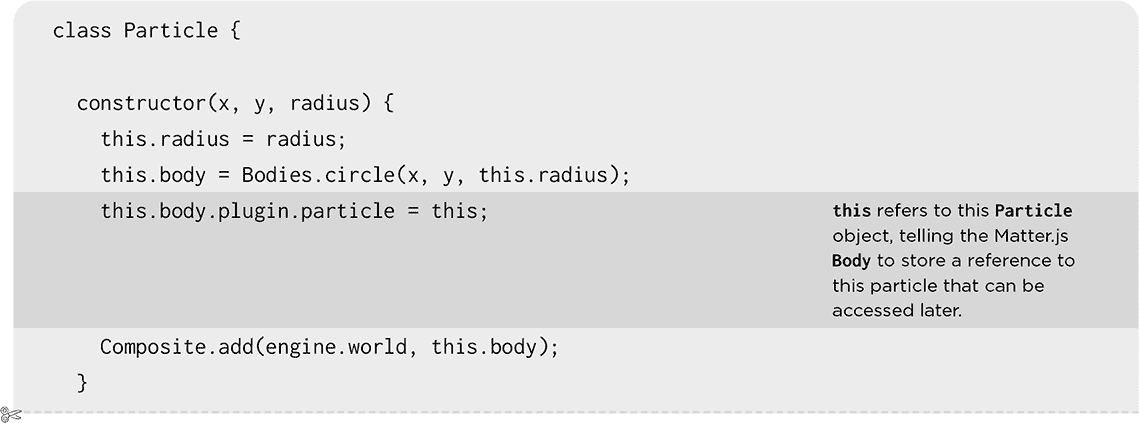 class Particle {
constructor(x, y, radius) {
this.radius = radius;
this.body = Bodies.circle(x, y, this.radius);
this.body.plugin.particle = this;
this refers to this Particle
object, telling the Matter.js
Body to store a reference to
this particle that can be
accessed later.
Composite.add(engine.world, this.body);
}